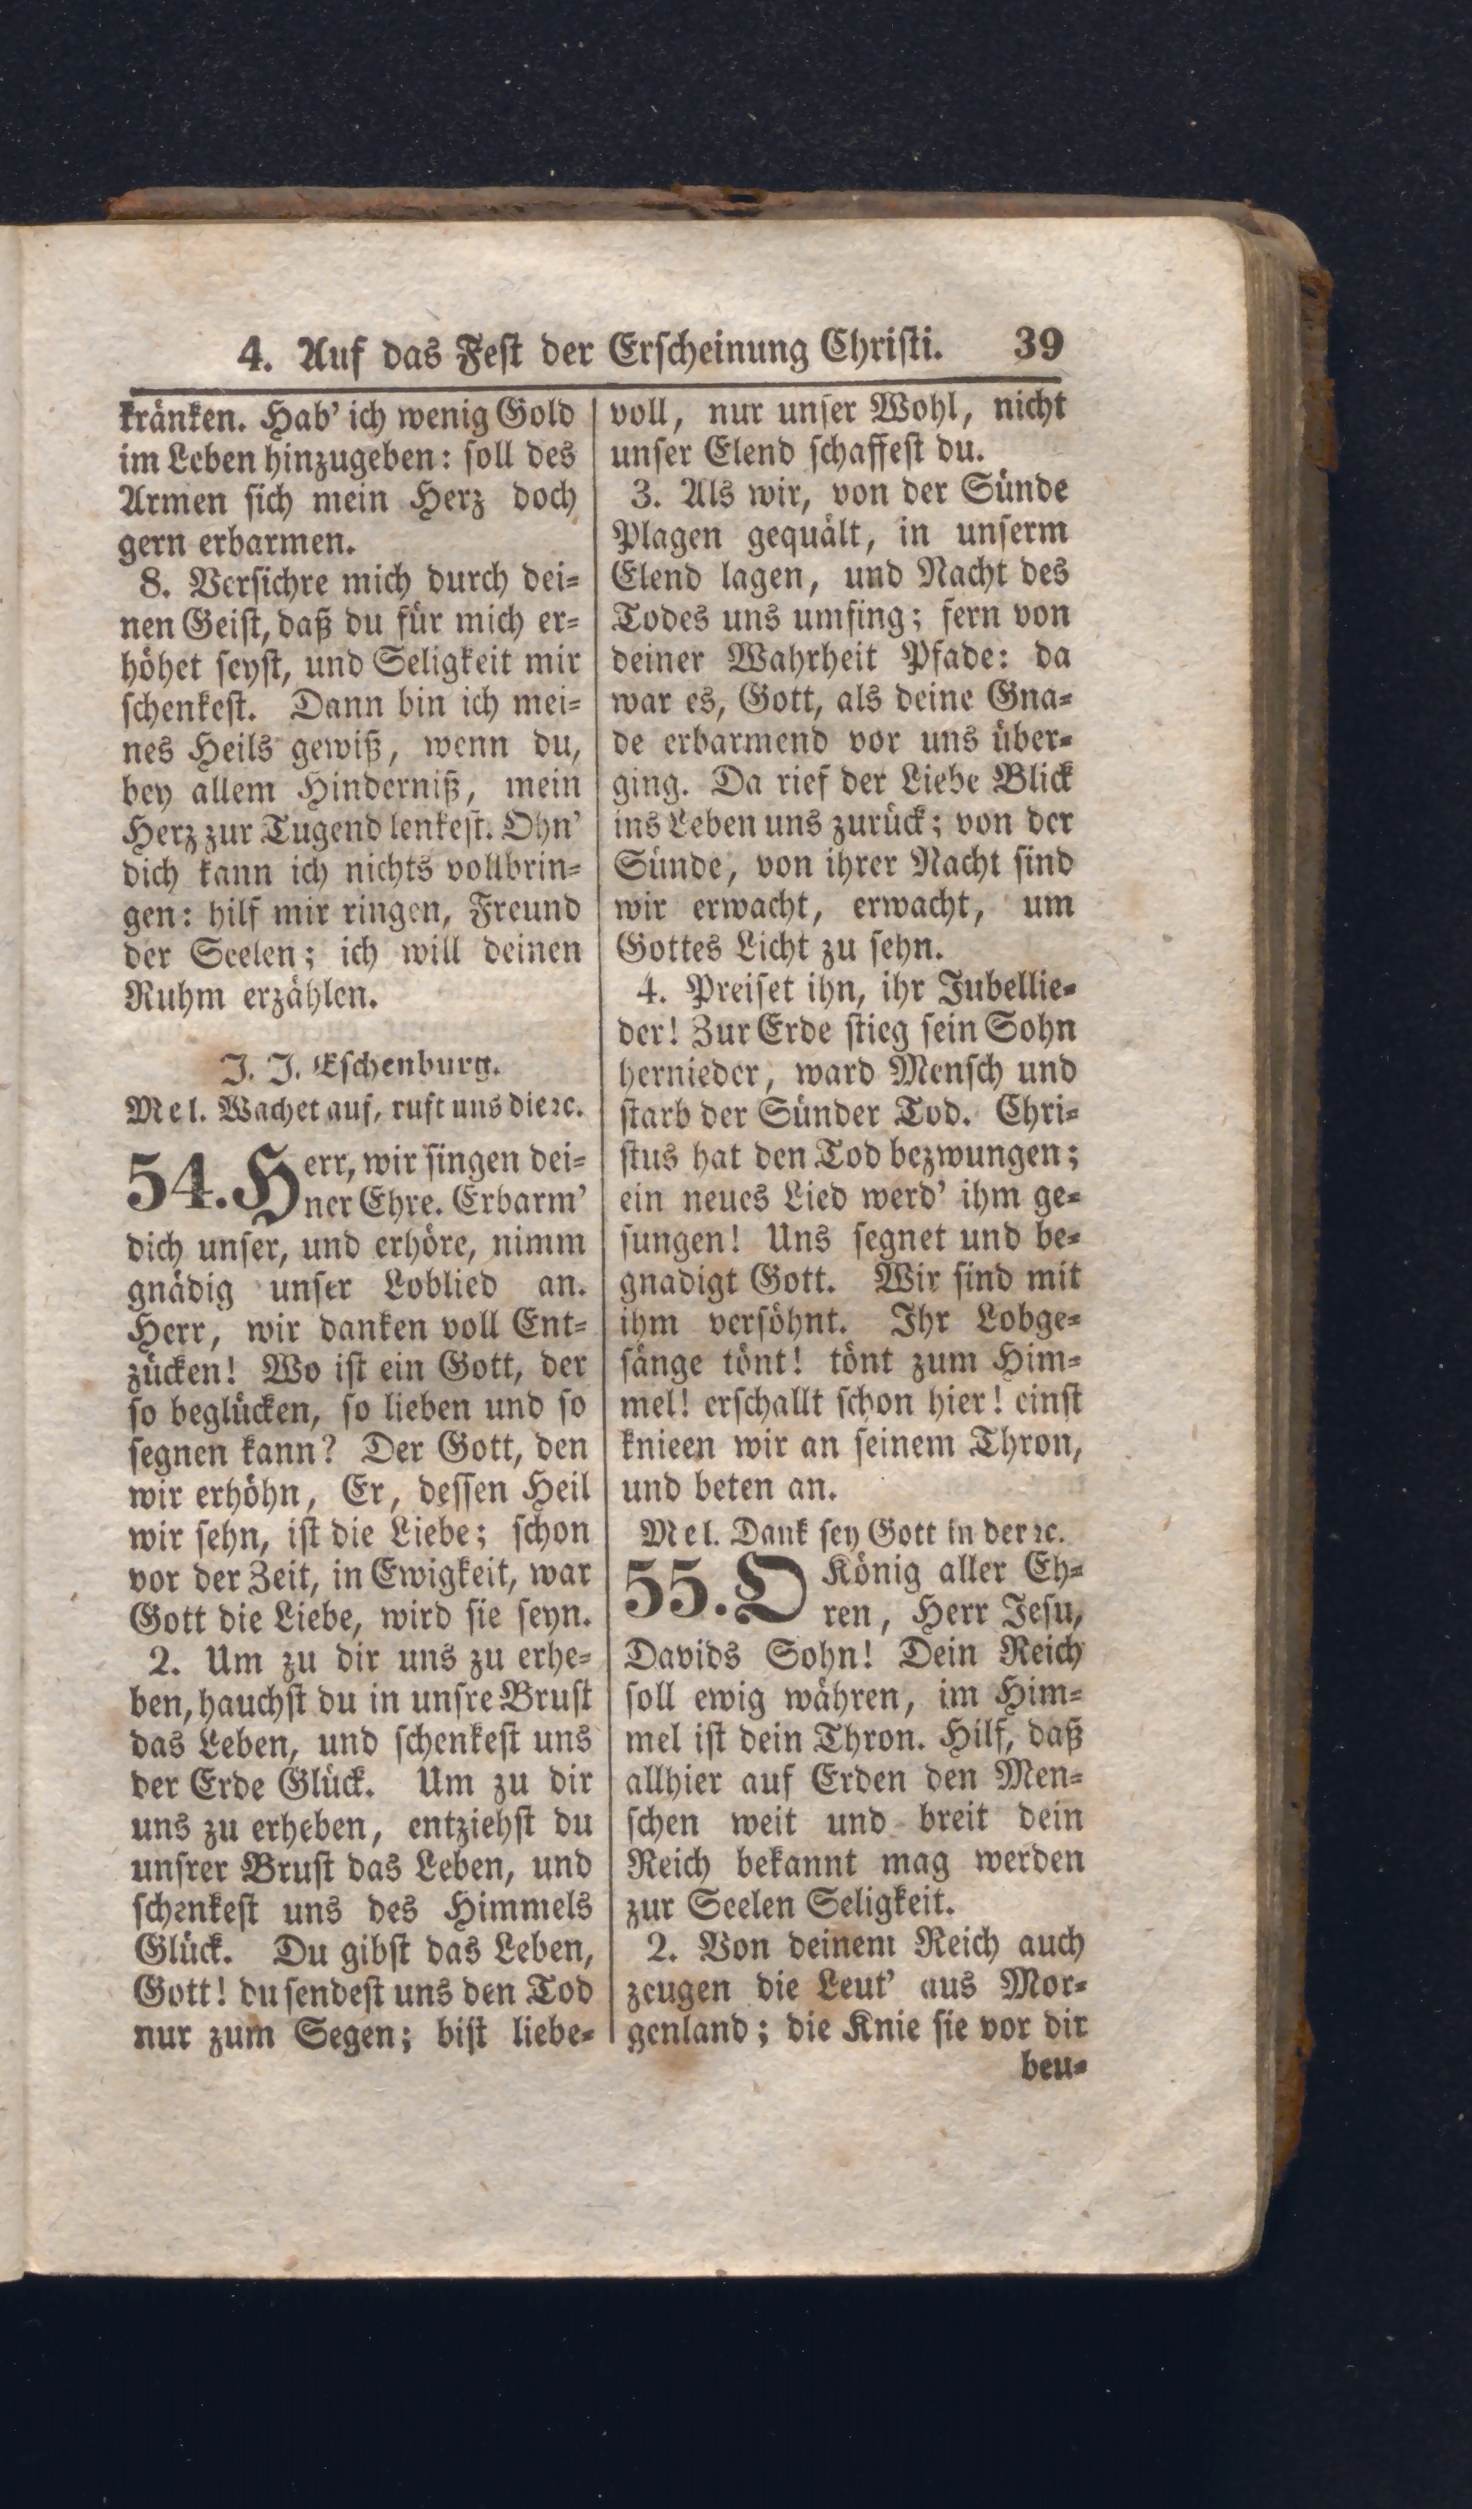 4. Auf das Fest der Erscheinung Christi. 39
kränken. Hab' ich wenig Gold
im Leben hinzugeben: soll des
Armen sich mein Herz doch
gern erbarmen.
8. Versichre mich durch dei-
nen Geist, daß du für mich er-
höhet seyst, und Seligkeit mir
schenkest. Dann bin ich mei-
nes Heils gewiß, wenn du,
bey allem Hinderniß, mein
Herz zur Tugend lenkest. Ohn'
dich kann ich nichts vollbrin-
gen: hilf mir ringen, Freund
der Seelen; ich will deinen
Ruhm erzählen.
J. J. Eschenburg.
Mel. Wachet auf, ruft uns die ꝛc.
54. Herr, wir singen dei-
ner Ehre. Erbarm'
dich unser, und erhöre, nimm
gnädig unser Loblied an.
Herr, wir danken voll Ent-
zücken! Wo ist ein Gott, der
so beglücken, so lieben und so
segnen kann? Der Gott, den
wir erhöhn, Er, dessen Heil
wir sehn, ist die Liebe; schon
vor der Zeit, in Ewigkeit, war
Gott die Liebe, wird sie seyn.
2. Um zu dir uns zu erhe-
ben, hauchst du in unsre Brust
das Leben, und schenkest uns
der Erde Glück. Um zu dir
uns zu erheben, entziehst du
unsrer Brust das Leben, und
schenkest uns des Himmels
Glück. Du gibst das Leben,
Gott! du sendest uns den Tod
nur zum Segen; bist liebe-
voll, nur unser Wohl, nicht
unser Elend schaffest du.
3. Als wir, von der Sünde
Plagen gequält, in unserm
Elend lagen, und Nacht des
Todes uns umfing; fern von
deiner Wahrheit Pfade: da
war es, Gott, als deine Gna-
de erbarmend vor uns über-
ging. Da rief der Liebe Blick
ins Leben uns zurück; von der
Sünde, von ihrer Nacht sind
wir erwacht, erwacht, um
Gottes Licht zu sehn.
4. Preiset ihn, ihr Jubellie-
der! Zur Erde stieg sein Sohn
hernieder, ward Mensch und
starb der Sünder Tod. Chri-
stus hat den Tod bezwungen;
ein neues Lied werd' ihm ge-
sungen! Uns segnet und be-
gnadigt Gott. Wir sind mit
ihm versöhnt. Ihr Lobge-
sänge tönt! tönt zum Him-
mel! erschallt schon hier! einst
knieen wir an seinem Thron,
und beten an.
Mel. Dank sey Gott in der ꝛc.
55. O König aller Eh-
ren, Herr Jesu,
Davids Sohn! Dein Reich
soll ewig währen, im Him-
mel ist dein Thron. Hilf, daß
allhier auf Erden den Men-
schen weit und breit dein
Reich bekannt mag werden
zur Seelen Seligkeit.
2. Von deinem Reich auch
zeugen die Leut' aus Mor-
genland; die Knie sie vor dir
beu-